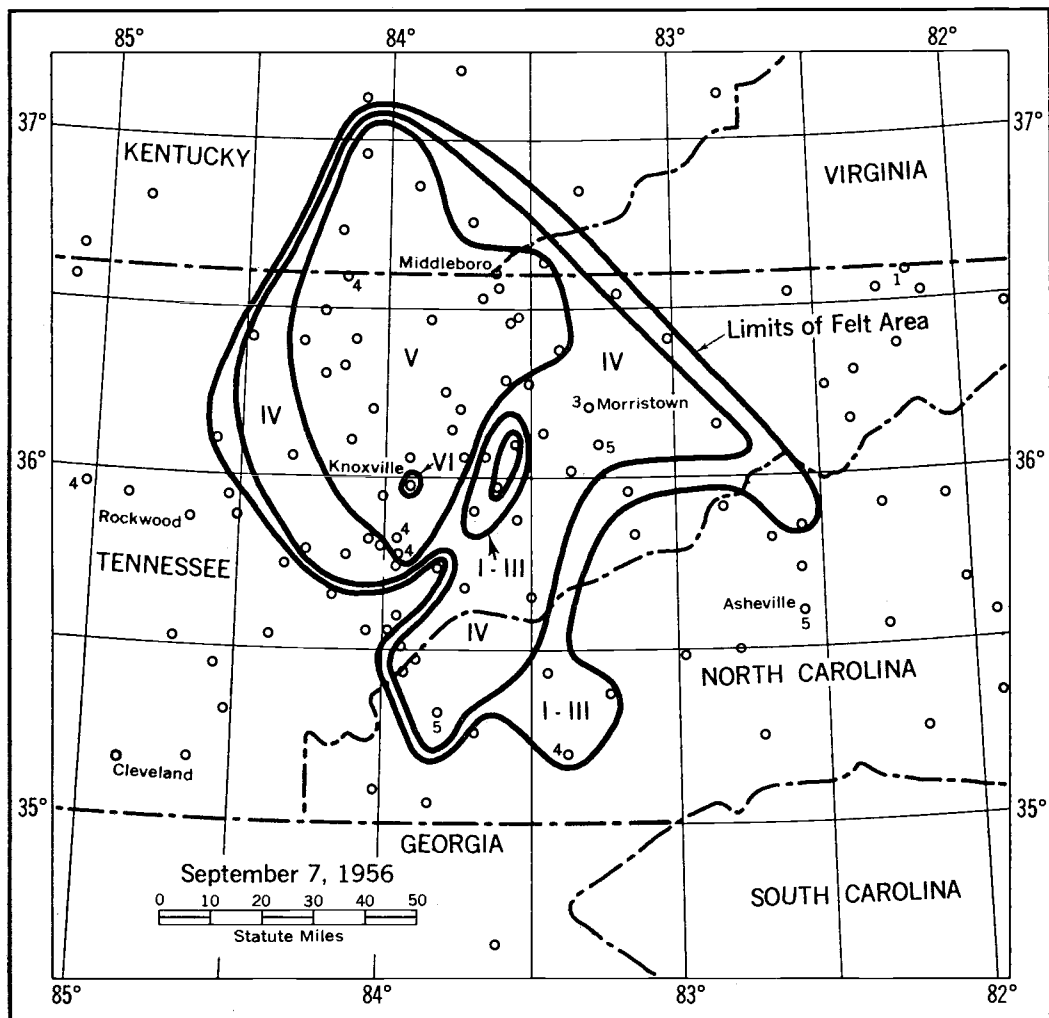 85° 84° 83° 82°
37° 37°
KENTUCKY
VIRGINIA
Middleboro
4
1
Limits of Felt Area
V
IV
IV
3 Morristown
5
Knoxville
VI
36° 36°
4
Rockwood
4
4
TENNESSEE
I - III
Asheville
5
IV
NORTH CAROLINA
I - III
5
4
Cleveland
35° 35°
GEORGIA
September 7, 1956
0 10 20 30 40 50
Statute Miles
SOUTH CAROLINA
85° 84° 83° 82°